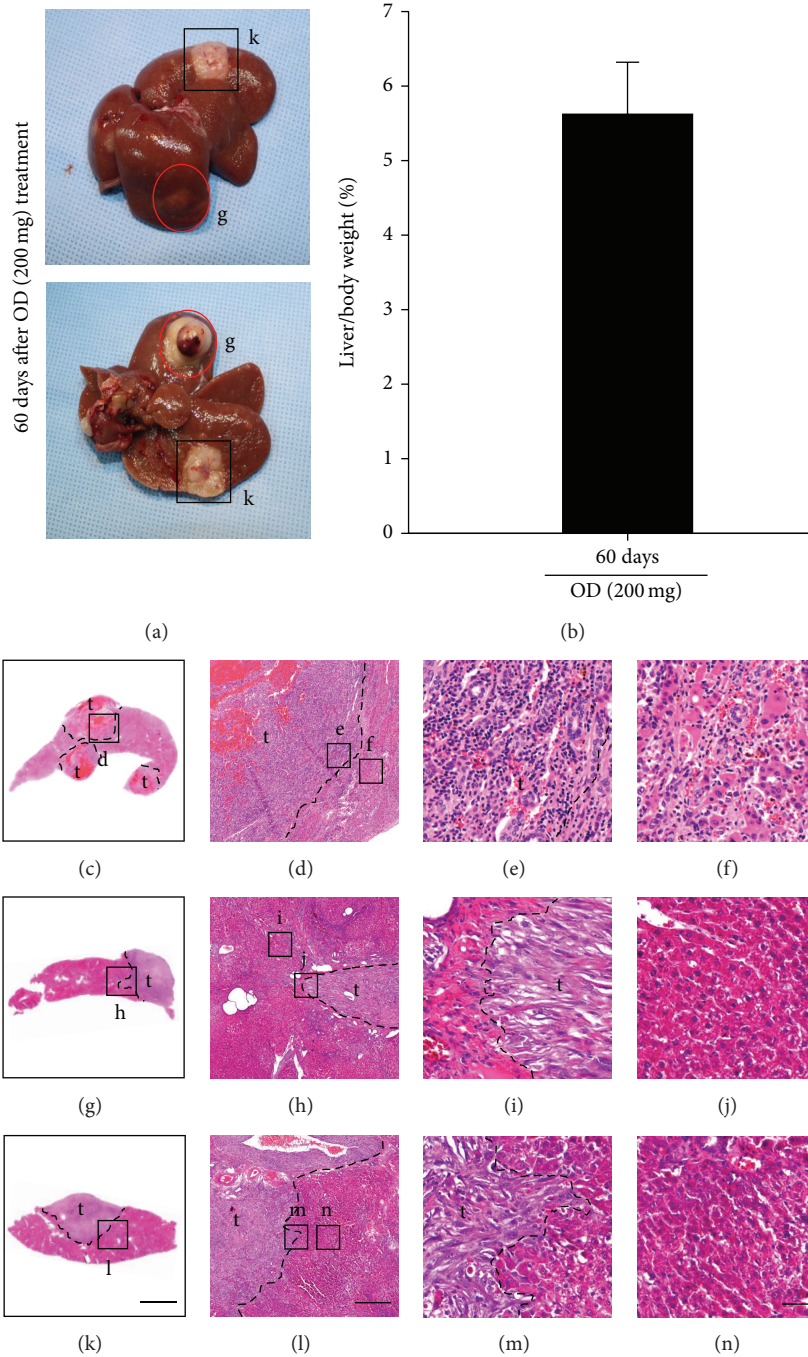 60 days after OD (200 mg) treatment
k
g
g
k
(a)
Liver/body weight (%)
7
6
5
4
3
2
1
0
60 days
OD (200 mg)
(b)
t
d
t
t
(c)
t
e
f
(d)
t
(e)
(f)
t
h
(g)
i
j
t
(h)
t
(i)
(j)
t
l
(k)
t
m
n
(l)
t
(m)
(n)